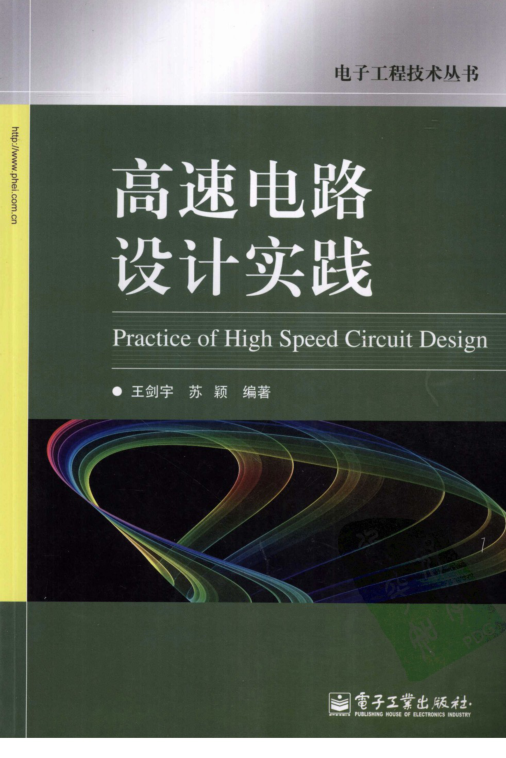 电子工程技术丛书
http://www.phei.com.cn
高速电路
设计实践
Practice of High Speed Circuit Design
● 王剑宇 苏 颖 编著
電子工業出版社·
PUBLISHING HOUSE OF ELECTRONICS INDUSTRY